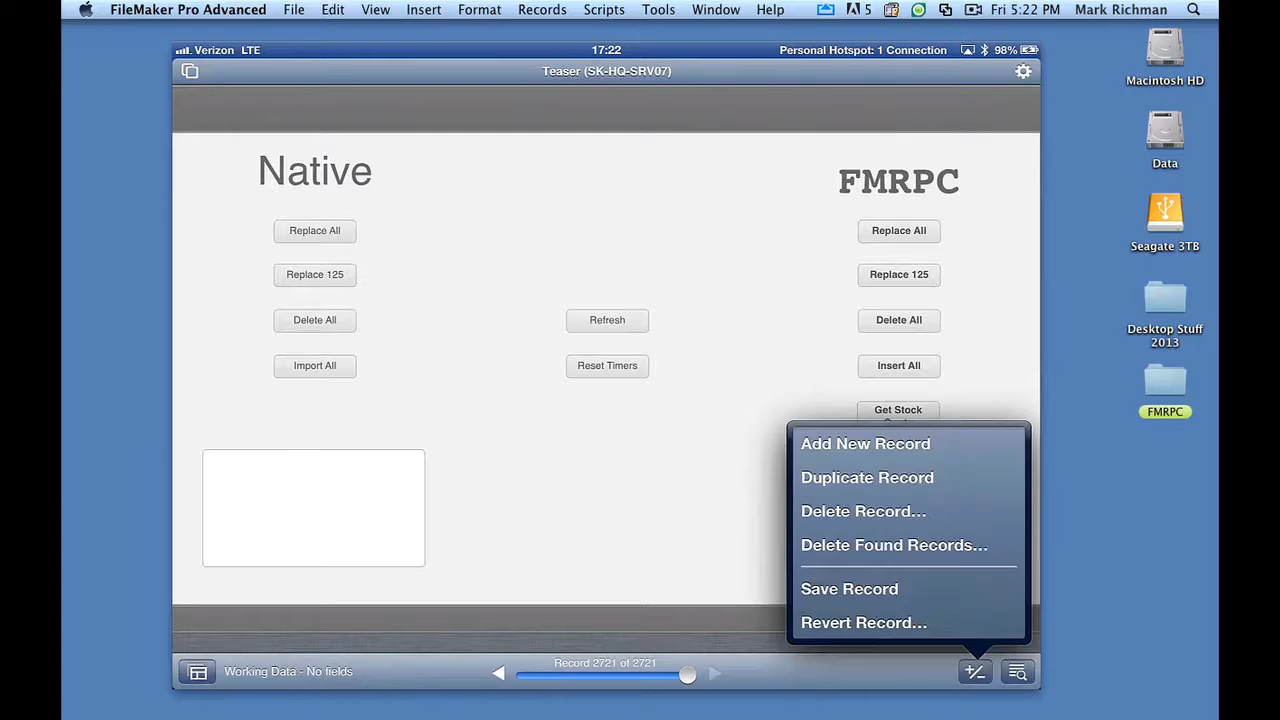 FileMaker Pro Advanced File Edit View Insert Format Records Scripts Tools Window Help 5 Fri 5:22 PM Mark Richman
Verizon LTE 17:22 Personal Hotspot: 1 Connection 98%
Teaser (SK-HQ-SRV07)
Macintosh HD
Data
Seagate 3TB
Desktop Stuff
2013
FMRPC
Native
FMRPC
Replace All
Replace All
Replace 125
Replace 125
Delete All
Refresh
Delete All
Import All
Reset Timers
Insert All
Get Stock
Add New Record
Duplicate Record
Delete Record...
Delete Found Records...
Save Record
Revert Record...
Working Data - No fields
Record 2721 of 2721